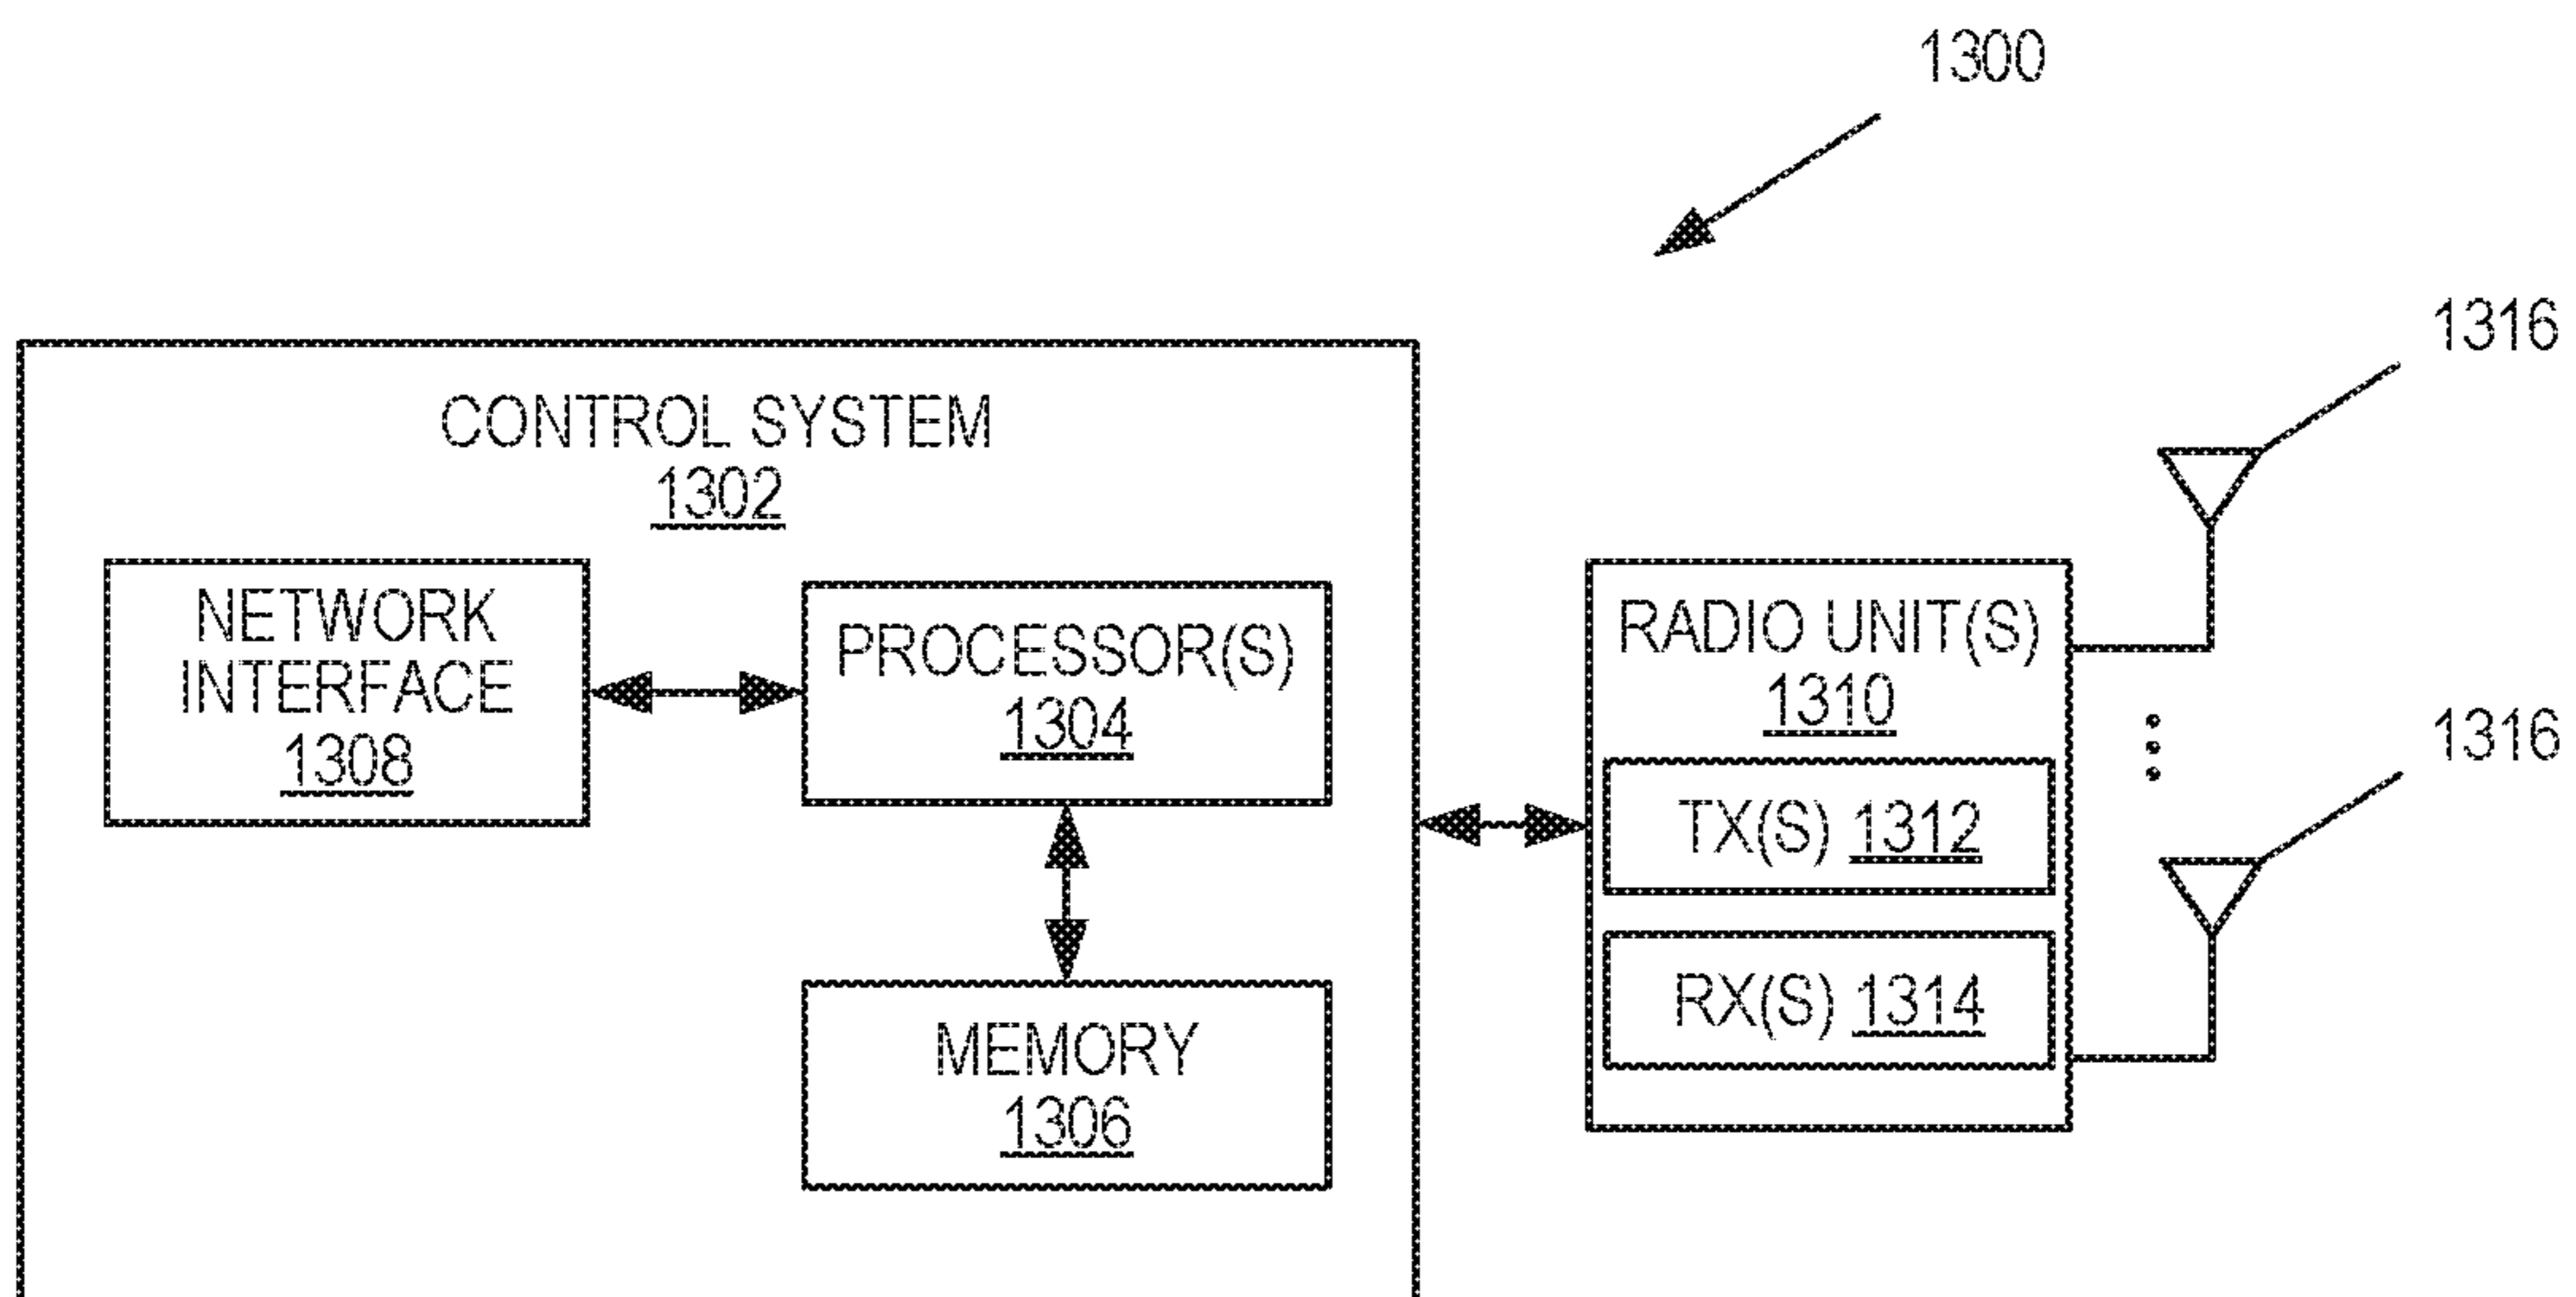 1300
1316
CONTROL SYSTEM
1302
NETWORK
INTERFACE
1308
PROCESSOR(S)
1304
MEMORY
1306
RADIO UNIT(S)
1310
TX(S) 1312
RX(S) 1314
1316